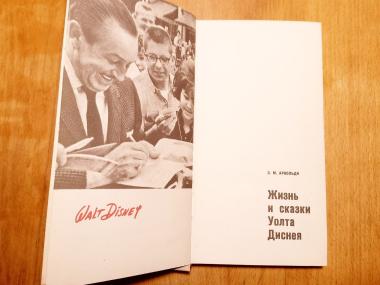 WALT DISNEY
Э. М. АРНОЛЬДИ
Жизнь
и сказки
Уолта
Диснея